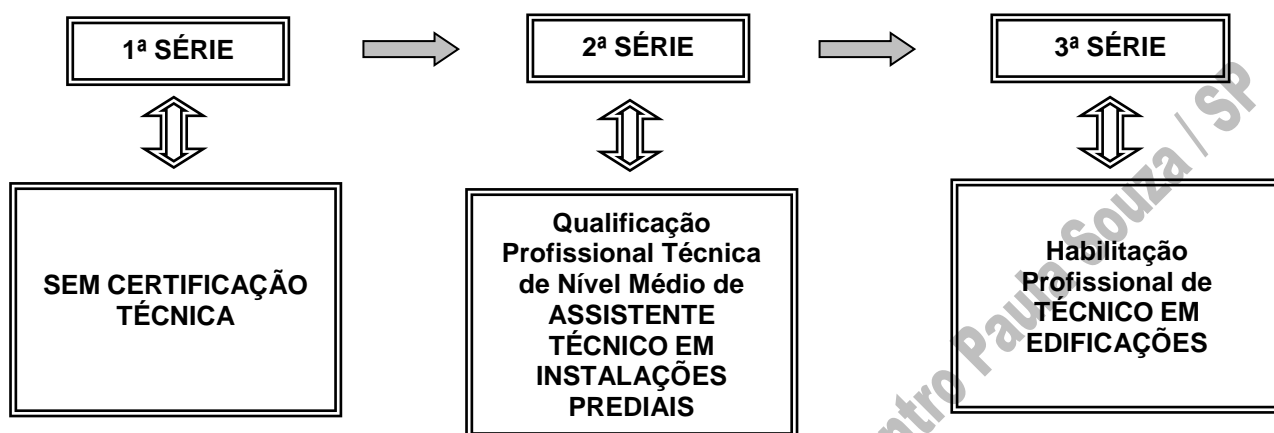 1ª SÉRIE
2ª SÉRIE
3ª SÉRIE
SEM CERTIFICAÇÃO
TÉCNICA
Qualificação
Profissional Técnica
de Nível Médio de
ASSISTENTE
TÉCNICO EM
INSTALAÇÕES
PREDIAIS
Habilitação
Profissional de
TÉCNICO EM
EDIFICAÇÕES
ntro Paula Souza / SP